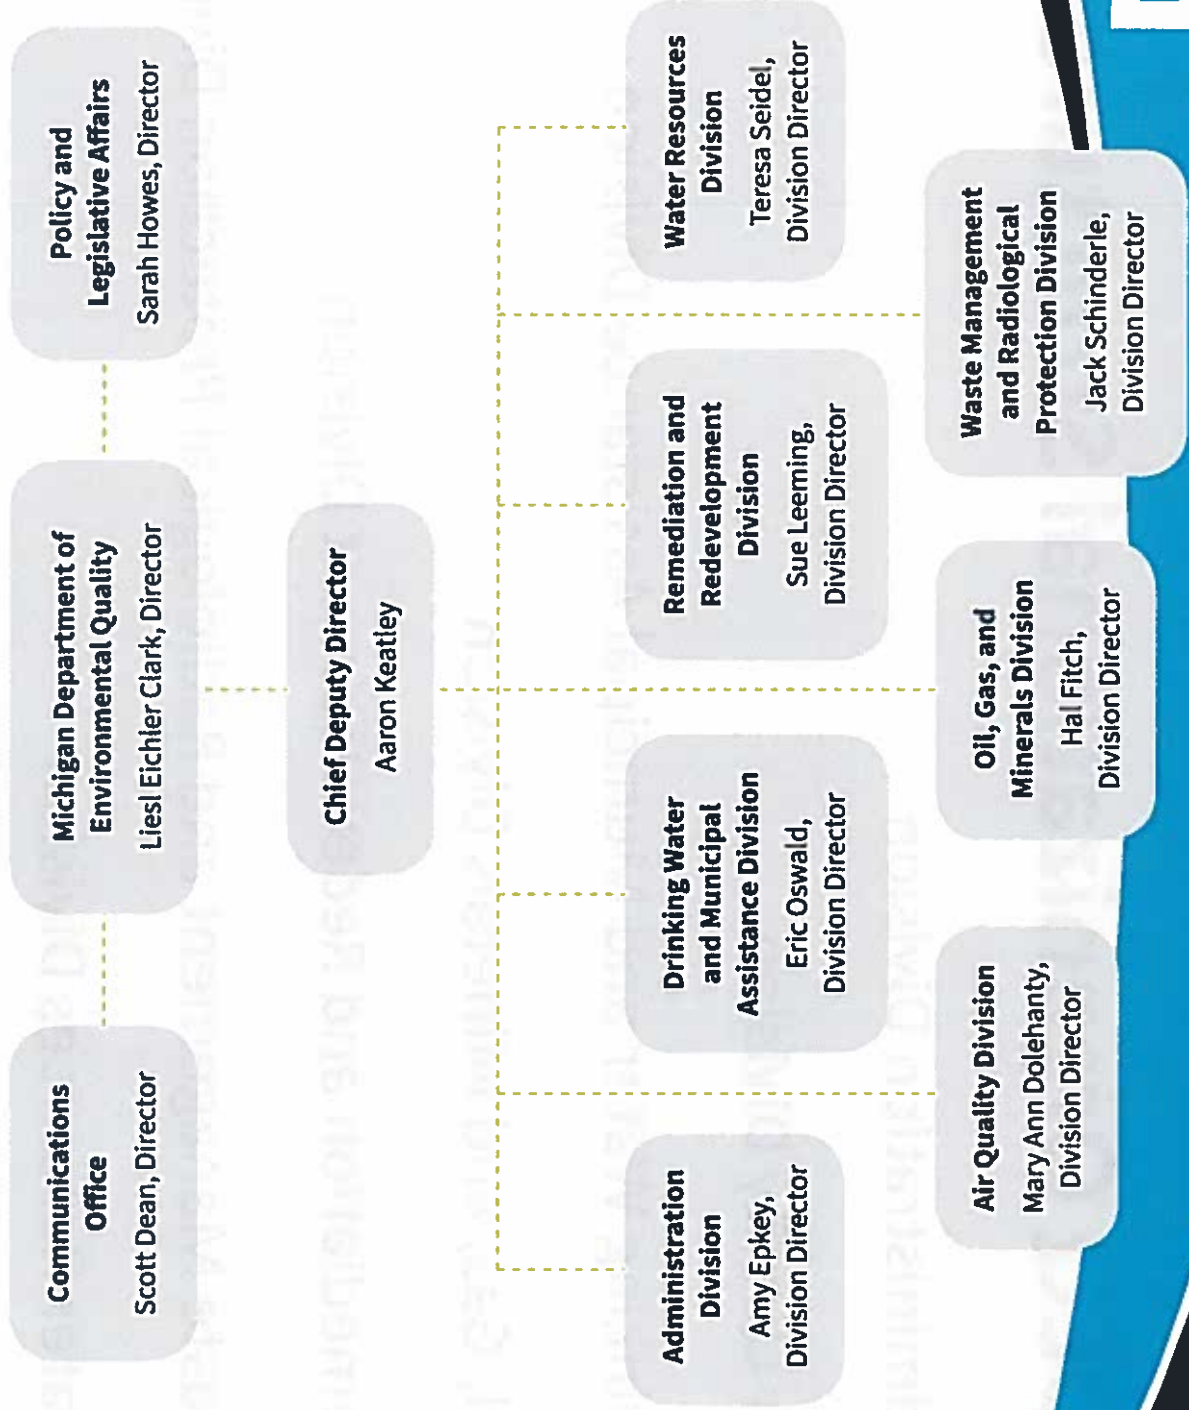 Communications
Office
Scott Dean, Director
Michigan Department of
Environmental Quality
Liesl Eichler Clark, Director
Policy and
Legislative Affairs
Sarah Howes, Director
Chief Deputy Director
Aaron Keatley
Administration
Division
Amy Epkey,
Division Director
Drinking Water
and Municipal
Assistance Division
Eric Oswald,
Division Director
Remediation and
Redevelopment
Division
Sue Leeming,
Division Director
Water Resources
Division
Teresa Seidel,
Division Director
Air Quality Division
Mary Ann Dolehanty,
Division Director
Oil, Gas, and
Minerals Division
Hal Fitch,
Division Director
Waste Management
and Radiological
Protection Division
Jack Schinderle,
Division Director